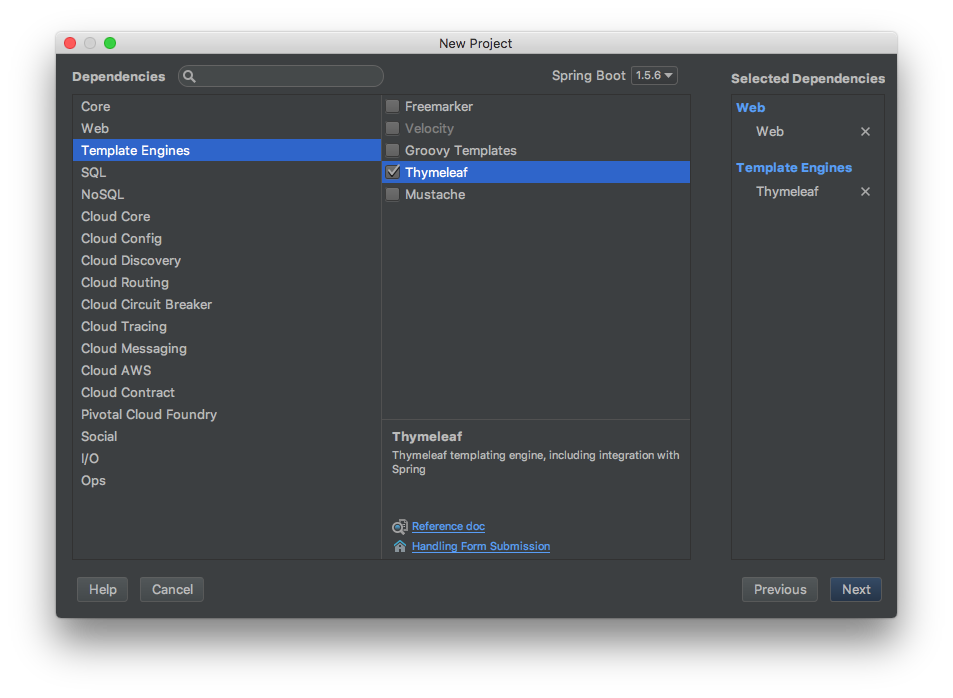 New Project
Dependencies
Spring Boot 1.5.6
Selected Dependencies
Core
Web
Template Engines
SQL
NoSQL
Cloud Core
Cloud Config
Cloud Discovery
Cloud Routing
Cloud Circuit Breaker
Cloud Tracing
Cloud Messaging
Cloud AWS
Cloud Contract
Pivotal Cloud Foundry
Social
I/O
Ops
Freemarker
Velocity
Groovy Templates
Thymeleaf
Mustache
Thymeleaf
Thymeleaf templating engine, including integration with
Spring
Reference doc
Handling Form Submission
Web
Web
Template Engines
Thymeleaf
Help
Cancel
Previous
Next